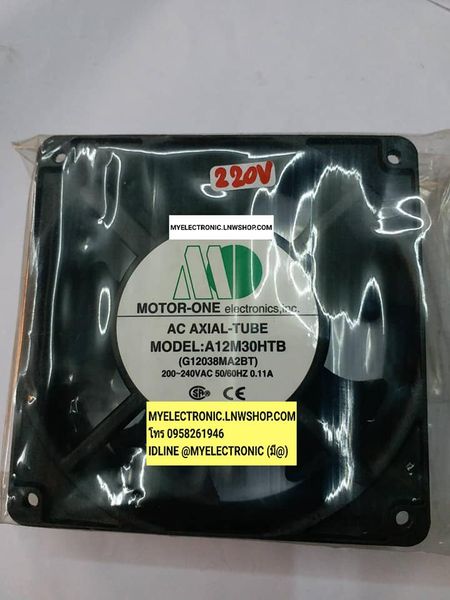 220V
MYELECTRONIC.LNWSHOP.COM
MOTOR-ONE electronics,inc.
AC AXIAL-TUBE
MODEL:A12M30HTB
(G12038MA2BT)
200~240VAC 50/60HZ 0.11A
SA ® CE
MYELECTRONIC.LNWSHOP.COM
โทร 0958261946
IDLINE @MYELECTRONIC (มี@)